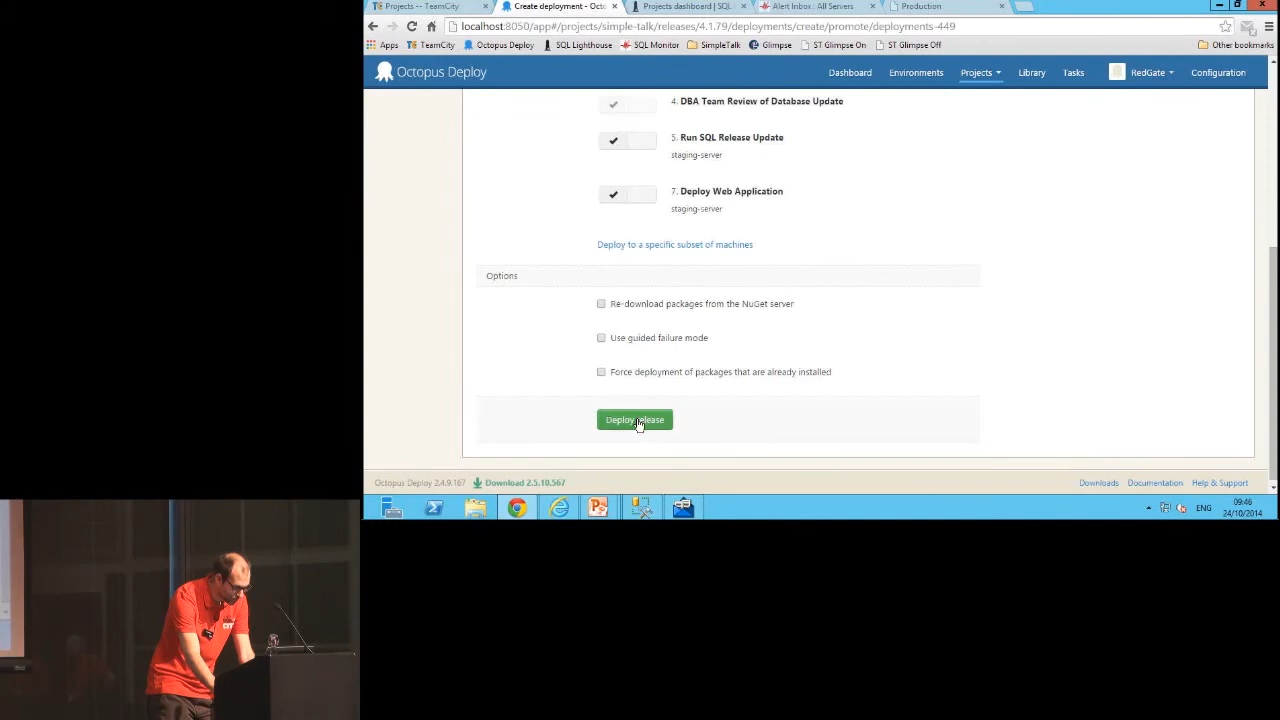 Projects -- TeamCity
Create deployment - Octo
Projects dashboard | SQL
Alert Inbox : All Servers
Production
localhost:8050/app#/projects/simple-talk/releases/4.1.79/deployments/create/promote/deployments-449
Apps TeamCity Octopus Deploy SQL Lighthouse SQL Monitor SimpleTalk Glimpse ST Glimpse On ST Glimpse Off Other bookmarks
Octopus Deploy Dashboard Environments Projects Library Tasks RedGate Configuration
4. DBA Team Review of Database Update
5. Run SQL Release Update
staging-server
7. Deploy Web Application
staging-server
Deploy to a specific subset of machines
Options
Re-download packages from the NuGet server
Use guided failure mode
Force deployment of packages that are already installed
Deploy release
Octopus Deploy 2.4.9.167 Download 2.5.10.567 Downloads Documentation Help & Support
ENG
09:46
24/10/2014